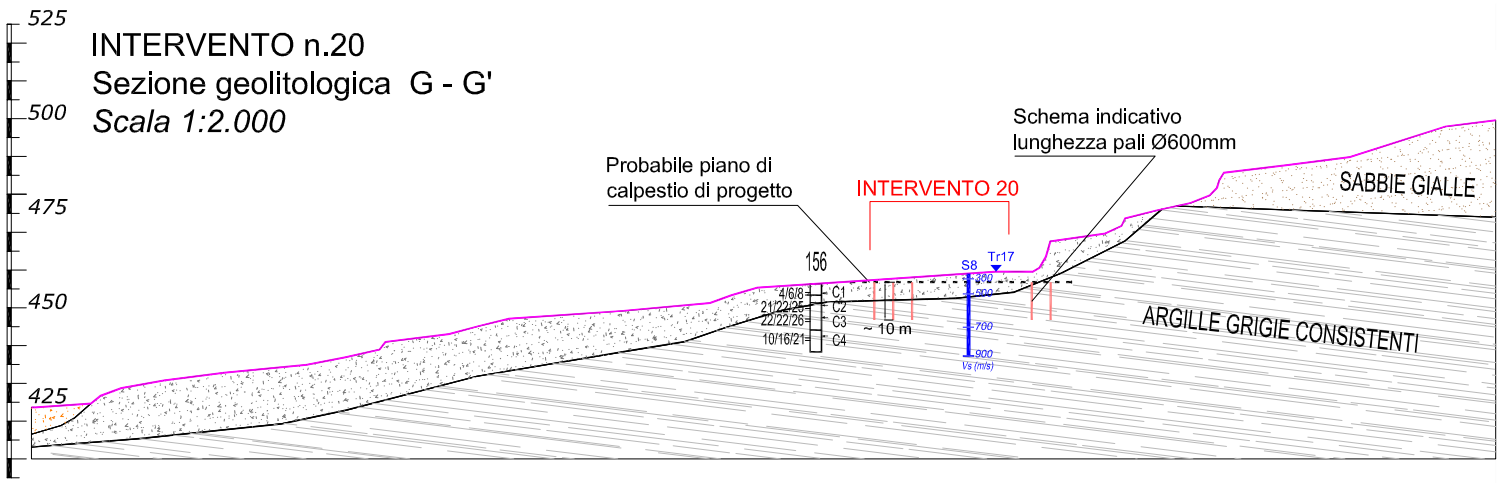 525
INTERVENTO n.20
Sezione geolitologica G - G'
Scala 1:2.000
500
475
450
425
Schema indicativo
lunghezza pali Ø600mm
Probabile piano di
calpestio di progetto
INTERVENTO 20
SABBIE GIALLE
ARGILLE GRIGIE CONSISTENTI
156
4/6/8
C1
21/22/25
C2
22/22/26
C3
10/16/21
C4
~ 10 m
S8
Tr17
700
900
Vs (m/s)